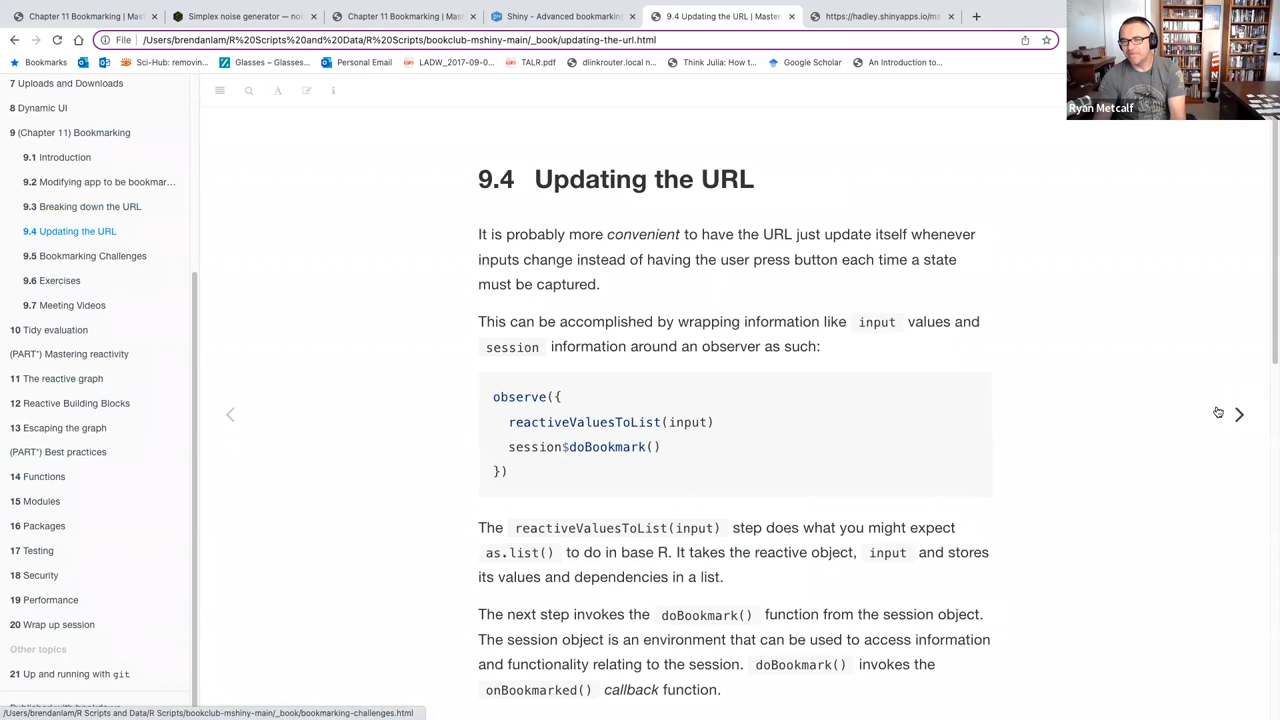 Chapter 11 Bookmarking | Mast
Simplex noise generator — noi
Chapter 11 Bookmarking | Mast
Shiny - Advanced bookmarking
9.4 Updating the URL | Master
https://hadley.shinyapps.io/ms
File /Users/brendanlam/R%20Scripts%20and%20Data/R%20Scripts/bookclub-mshiny-main/_book/updating-the-url.html
Bookmarks
Sci-Hub: removin...
Glasses – Glasses...
Personal Email
LADW_2017-09-0...
TALR.pdf
dlinkrouter.local n...
Think Julia: How t...
Google Scholar
An Introduction to...
Ryan Metcalf
7 Uploads and Downloads
8 Dynamic UI
9 (Chapter 11) Bookmarking
9.1 Introduction
9.2 Modifying app to be bookmar...
9.3 Breaking down the URL
9.4 Updating the URL
9.5 Bookmarking Challenges
9.6 Exercises
9.7 Meeting Videos
10 Tidy evaluation
(PART*) Mastering reactivity
11 The reactive graph
12 Reactive Building Blocks
13 Escaping the graph
(PART*) Best practices
14 Functions
15 Modules
16 Packages
17 Testing
18 Security
19 Performance
20 Wrap up session
Other topics
21 Up and running with git
/Users/brendanlam/R Scripts and Data/R Scripts/bookclub-mshiny-main/_book/bookmarking-challenges.html
9.4 Updating the URL
It is probably more convenient to have the URL just update itself whenever
inputs change instead of having the user press button each time a state
must be captured.
This can be accomplished by wrapping information like input values and
session information around an observer as such:
observe({
reactiveValuesToList(input)
session$doBookmark()
})
The reactiveValuesToList(input) step does what you might expect
as.list() to do in base R. It takes the reactive object, input and stores
its values and dependencies in a list.
The next step invokes the doBookmark() function from the session object.
The session object is an environment that can be used to access information
and functionality relating to the session. doBookmark() invokes the
onBookmarked() callback function.